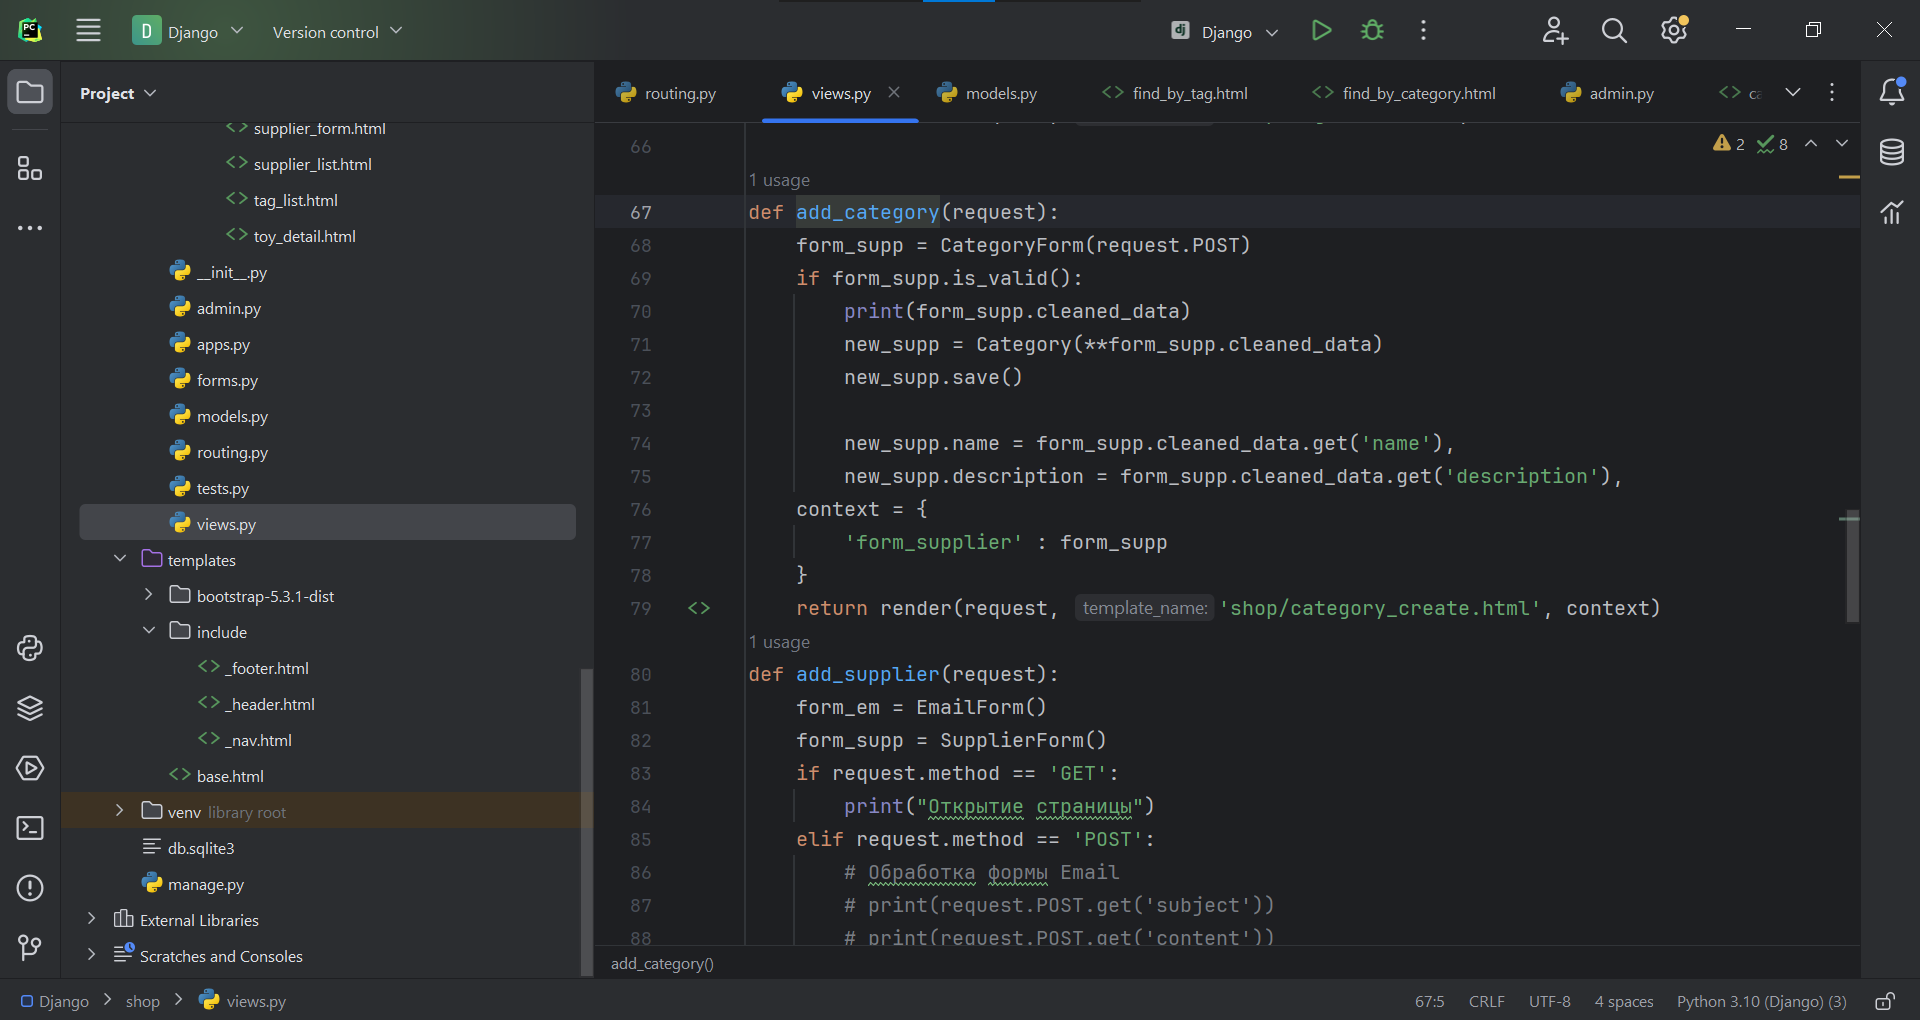 PC
D Django Version control dj Django
Project
routing.py views.py models.py find_by_tag.html find_by_category.html admin.py
supplier_form.html
supplier_list.html
tag_list.html
toy_detail.html
__init__.py
admin.py
apps.py
forms.py
models.py
routing.py
tests.py
views.py
templates
bootstrap-5.3.1-dist
include
_footer.html
_header.html
_nav.html
base.html
venv library root
db.sqlite3
manage.py
External Libraries
Scratches and Consoles
2 8
66
1 usage
67 def add_category(request):
68 form_supp = CategoryForm(request.POST)
69 if form_supp.is_valid():
70 print(form_supp.cleaned_data)
71 new_supp = Category(**form_supp.cleaned_data)
72 new_supp.save()
73
74 new_supp.name = form_supp.cleaned_data.get('name'),
75 new_supp.description = form_supp.cleaned_data.get('description'),
76 context = {
77 'form_supplier' : form_supp
78 }
79 return render(request, template_name: 'shop/category_create.html', context)
1 usage
80 def add_supplier(request):
81 form_em = EmailForm()
82 form_supp = SupplierForm()
83 if request.method == 'GET':
84 print("Открытие страницы")
85 elif request.method == 'POST':
86 # Обработка формы Email
87 # print(request.POST.get('subject'))
88 # print(request.POST.get('content'))
add_category()
Django shop views.py
67:5 CRLF UTF-8 4 spaces Python 3.10 (Django) (3)